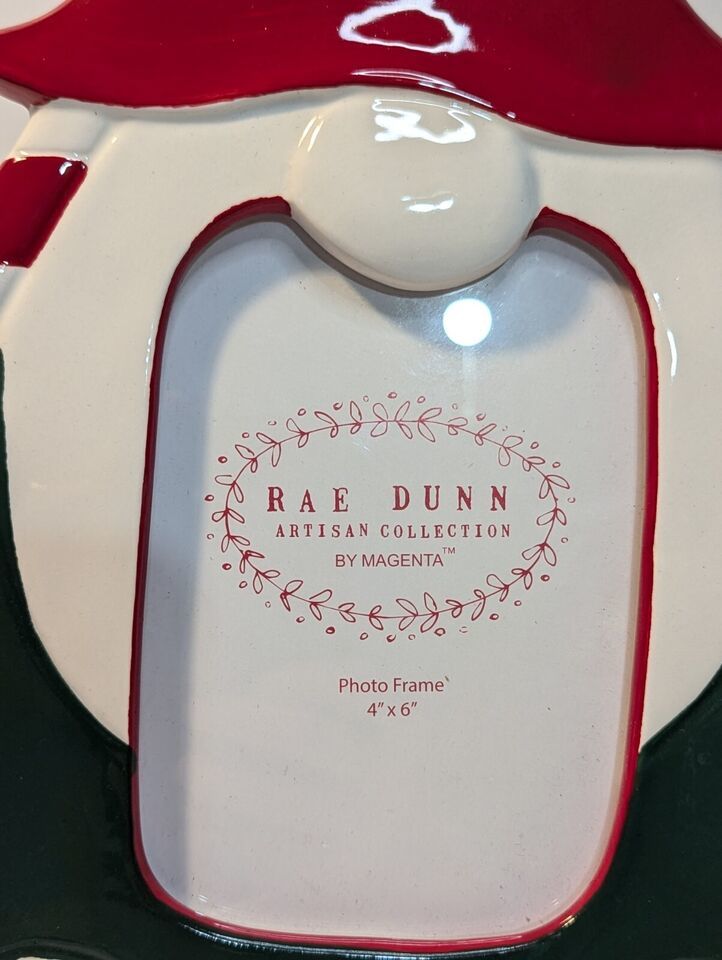 RAE DUNN
ARTISAN COLLECTION
BY MAGENTA™
Photo Frame
4" x 6"